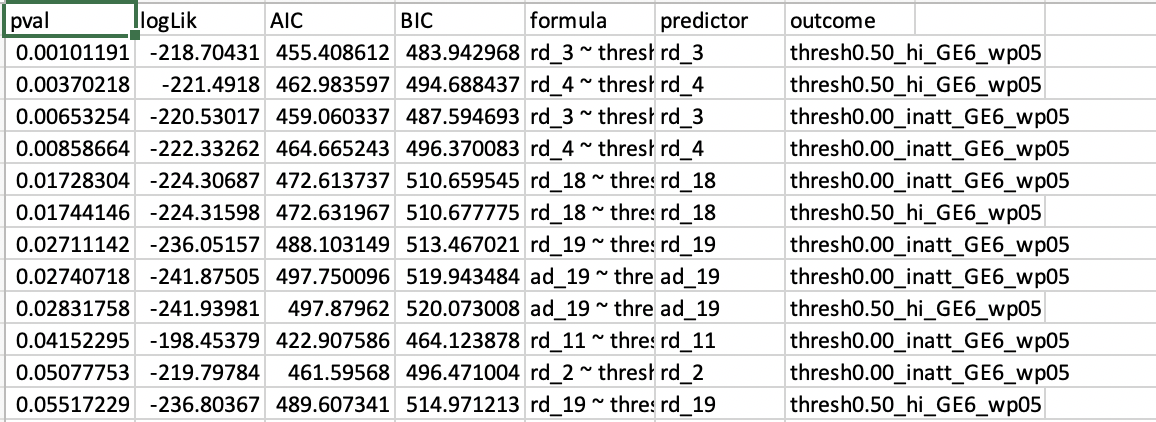 pval logLik AIC BIC formula predictor outcome
0.00101191 -218.70431 455.408612 483.942968 rd_3 ~ thresh rd_3 thresh0.50_hi_GE6_wp05
0.00370218 -221.4918 462.983597 494.688437 rd_4 ~ thresh rd_4 thresh0.50_hi_GE6_wp05
0.00653254 -220.53017 459.060337 487.594693 rd_3 ~ thresh rd_3 thresh0.00_inatt_GE6_wp05
0.00858664 -222.33262 464.665243 496.370083 rd_4 ~ thresh rd_4 thresh0.00_inatt_GE6_wp05
0.01728304 -224.30687 472.613737 510.659545 rd_18 ~ thres rd_18 thresh0.00_inatt_GE6_wp05
0.01744146 -224.31598 472.631967 510.677775 rd_18 ~ thres rd_18 thresh0.50_hi_GE6_wp05
0.02711142 -236.05157 488.103149 513.467021 rd_19 ~ thres rd_19 thresh0.00_inatt_GE6_wp05
0.02740718 -241.87505 497.750096 519.943484 ad_19 ~ thre ad_19 thresh0.00_inatt_GE6_wp05
0.02831758 -241.93981 497.87962 520.073008 ad_19 ~ thre ad_19 thresh0.50_hi_GE6_wp05
0.04152295 -198.45379 422.907586 464.123878 rd_11 ~ thres rd_11 thresh0.00_inatt_GE6_wp05
0.05077753 -219.79784 461.59568 496.471004 rd_2 ~ thresh rd_2 thresh0.00_inatt_GE6_wp05
0.05517229 -236.80367 489.607341 514.971213 rd_19 ~ thres rd_19 thresh0.50_hi_GE6_wp05